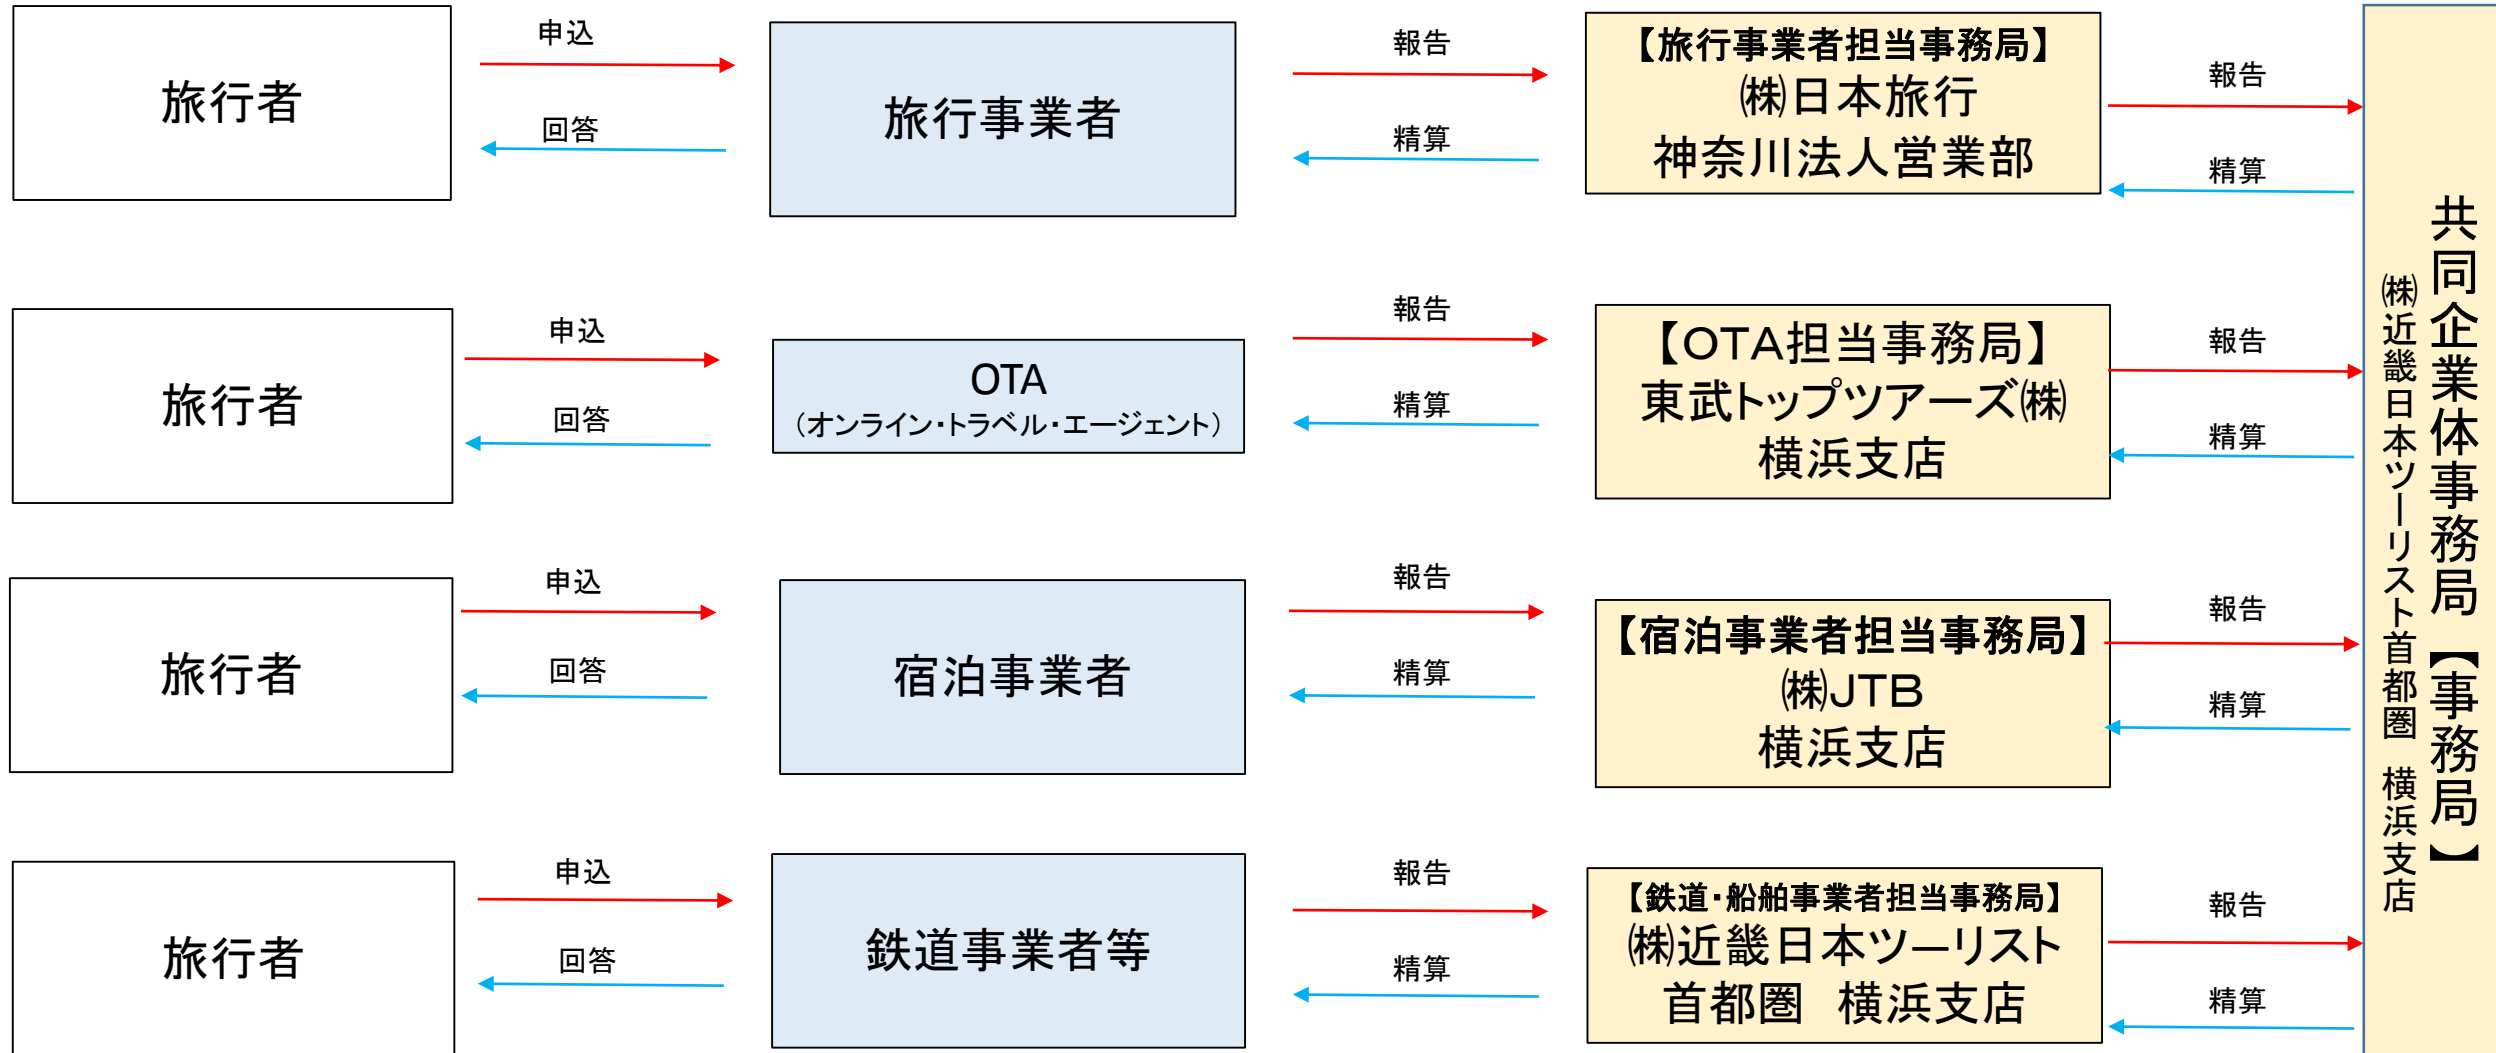 旅行者
申込
回答
旅行事業者
報告
精算
【旅行事業者担当事務局】
㈱日本旅行
神奈川法人営業部
報告
精算
旅行者
申込
回答
OTA
（オンライン・トラベル・エージェント）
報告
精算
【OTA担当事務局】
東武トップツアーズ㈱
横浜支店
報告
精算
旅行者
申込
回答
宿泊事業者
報告
精算
【宿泊事業者担当事務局】
㈱JTB
横浜支店
報告
精算
旅行者
申込
回答
鉄道事業者等
報告
精算
【鉄道・船舶事業者担当事務局】
㈱近畿日本ツーリスト
首都圏　横浜支店
報告
精算
共同企業体事務局【事務局】
㈱近畿日本ツーリスト首都圏　横浜支店